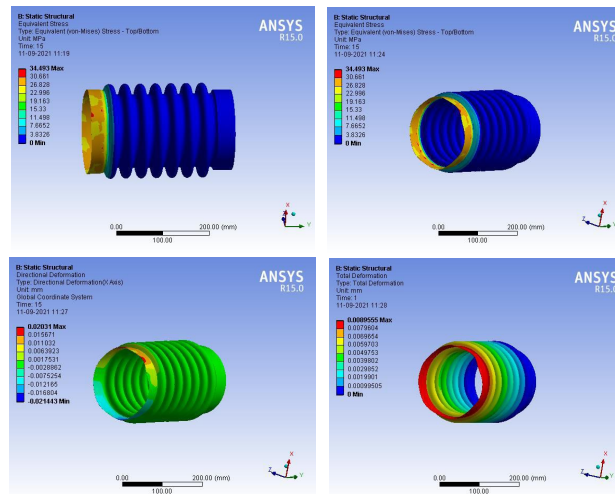 B: Static Structural
Equivalent Stress
Type: Equivalent (von-Mises) Stress - Top/Bottom
Unit: MPa
Time: 15
11-09-2021 11:19
ANSYS
R15.0
34.493 Max
30.661
26.828
22.996
19.163
15.33
11.498
7.6652
3.8326
0 Min
0.00
200.00 (mm)
100.00
X
Z
Y
B: Static Structural
Equivalent Stress
Type: Equivalent (von-Mises) Stress - Top/Bottom
Unit: MPa
Time: 15
11-09-2021 11:24
ANSYS
R15.0
34.493 Max
30.661
26.828
22.996
19.163
15.33
11.498
7.6652
3.8326
0 Min
0.00
200.00 (mm)
100.00
X
Z
Y
B: Static Structural
Directional Deformation
Type: Directional Deformation(X Axis)
Unit: mm
Global Coordinate System
Time: 15
11-09-2021 11:27
ANSYS
R15.0
0.02031 Max
0.015671
0.011032
0.0063923
0.0017531
-0.0028862
-0.0075254
-0.012165
-0.016804
-0.021443 Min
0.00
200.00 (mm)
100.00
X
Z
Y
B: Static Structural
Total Deformation
Type: Total Deformation
Unit: mm
Time: 1
11-09-2021 11:28
ANSYS
R15.0
0.0089555 Max
0.0079604
0.0069654
0.0059703
0.0049753
0.0039802
0.0029852
0.0019901
0.00099505
0 Min
0.00
200.00 (mm)
100.00
X
Z
Y